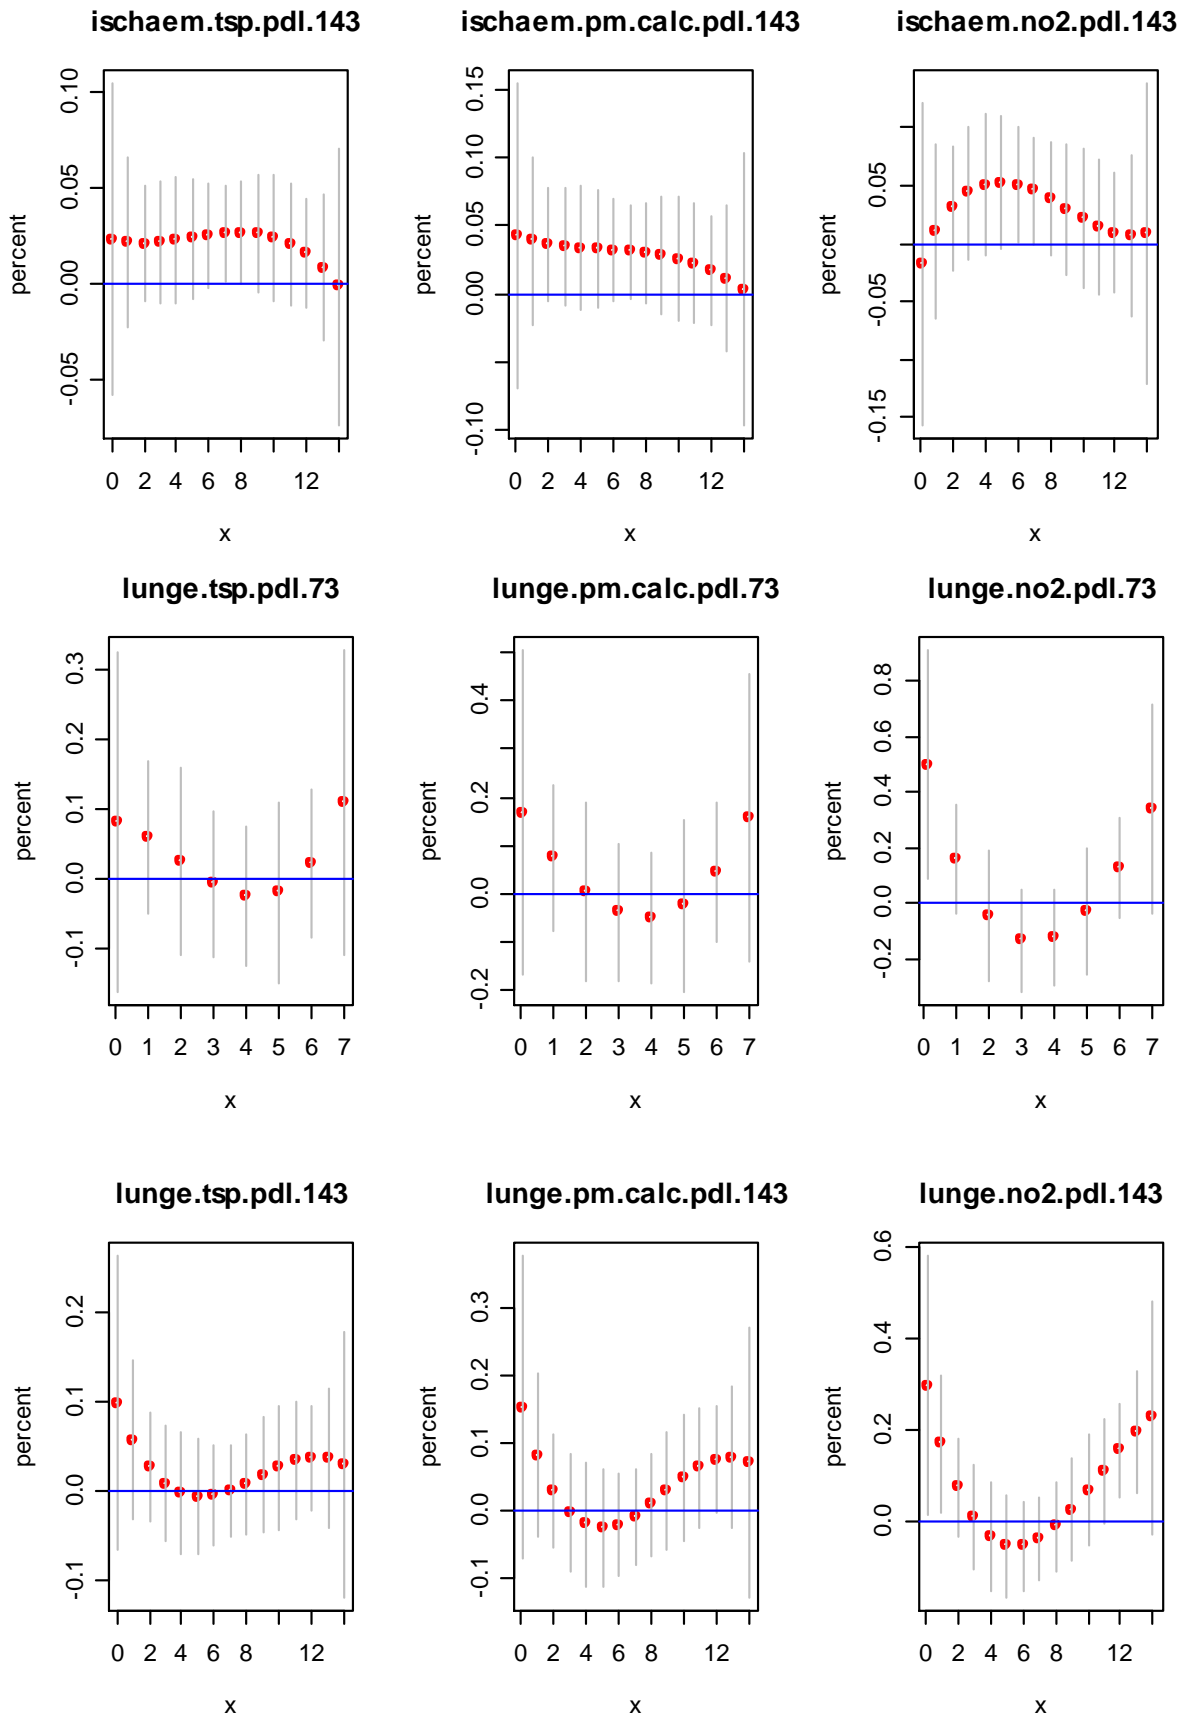 ischaem.tsp.pdl.143
ischaem.pm.calc.pdl.143
ischaem.no2.pdl.143
percent
0.10
0.05
0.00
-0.05
0 2 4 6 8 12
x
percent
0.15
0.10
0.05
0.00
-0.10
0 2 4 6 8 12
x
percent
0.05
-0.05
-0.15
0 2 4 6 8 12
x
lunge.tsp.pdl.73
lunge.pm.calc.pdl.73
lunge.no2.pdl.73
percent
0.3
0.2
0.1
0.0
-0.1
0 1 2 3 4 5 6 7
x
percent
0.4
0.2
0.0
-0.2
0 1 2 3 4 5 6 7
x
percent
0.8
0.6
0.4
0.2
0.0
-0.2
0 1 2 3 4 5 6 7
x
lunge.tsp.pdl.143
lunge.pm.calc.pdl.143
lunge.no2.pdl.143
percent
0.2
0.1
0.0
-0.1
0 2 4 6 8 12
x
percent
0.3
0.2
0.1
0.0
-0.1
0 2 4 6 8 12
x
percent
0.6
0.4
0.2
0.0
0 2 4 6 8 12
x